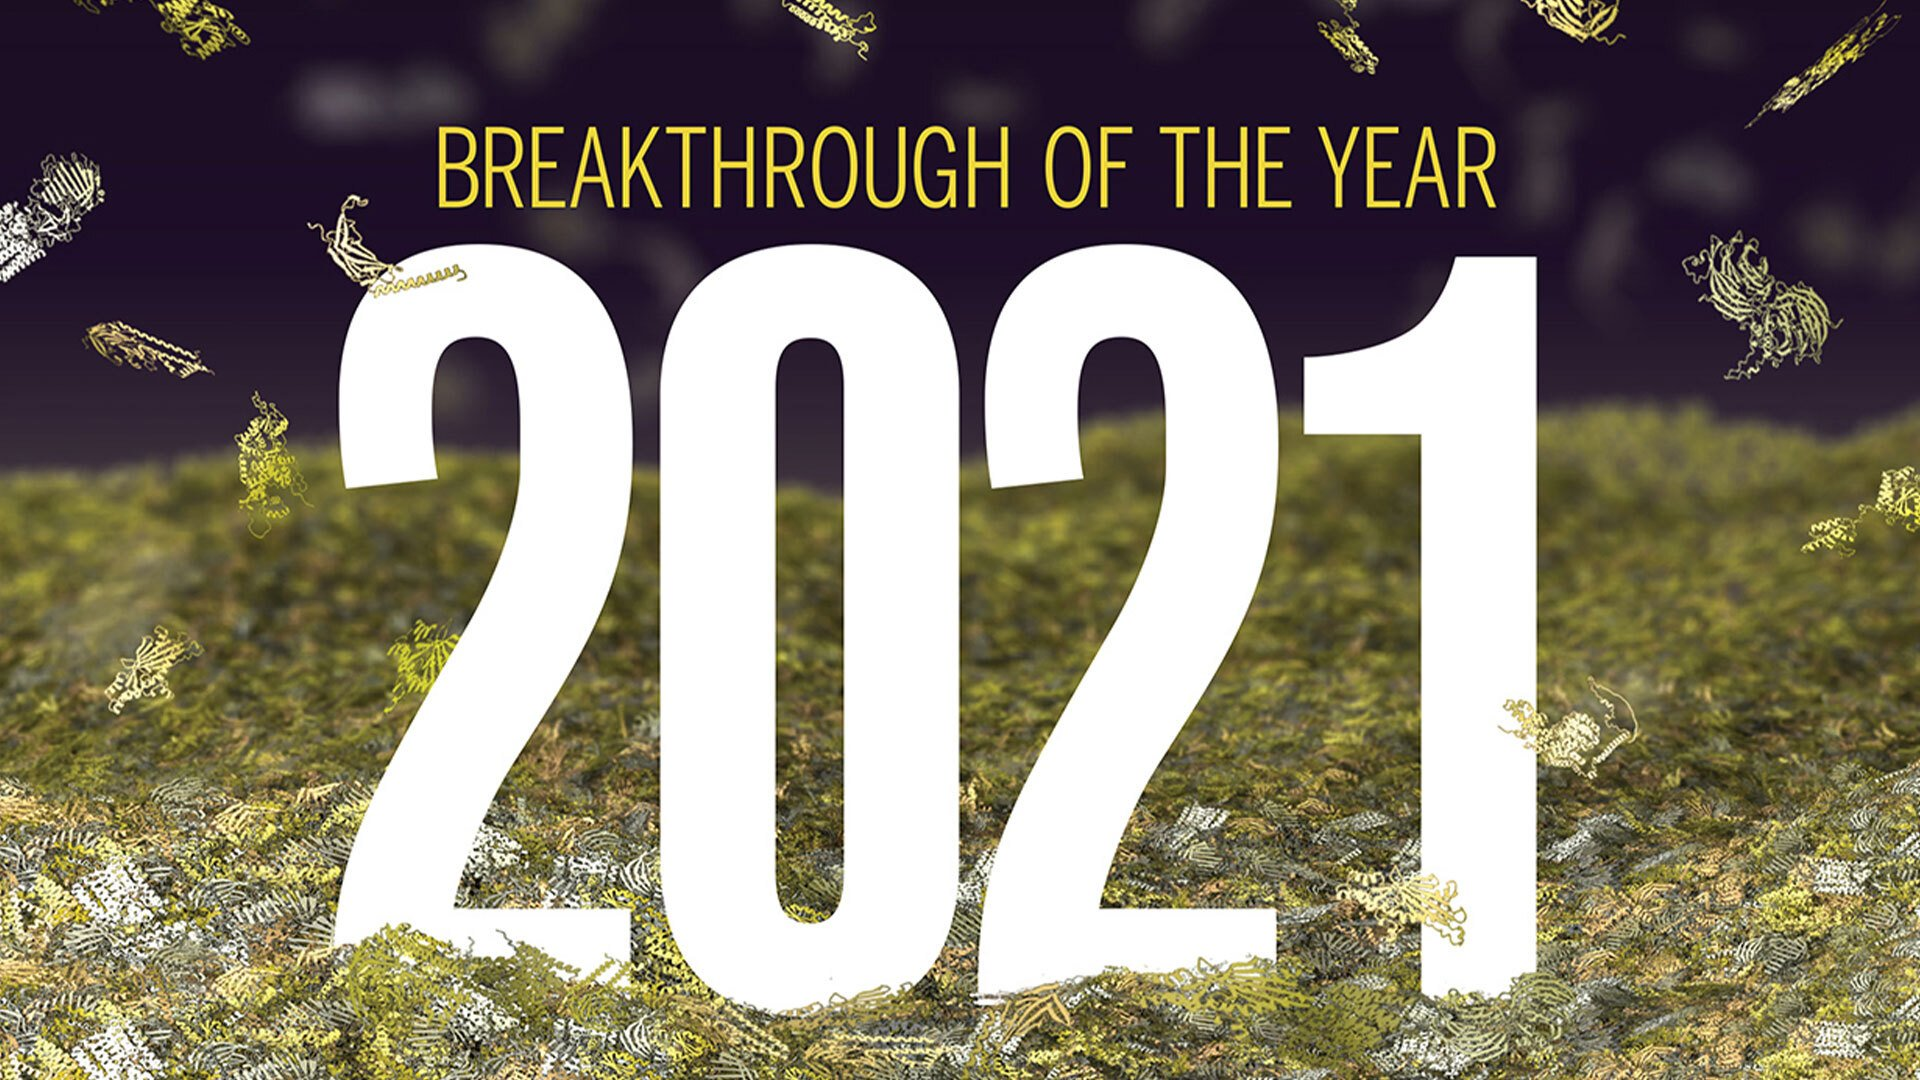 BREAKTHROUGH OF THE YEAR
2021